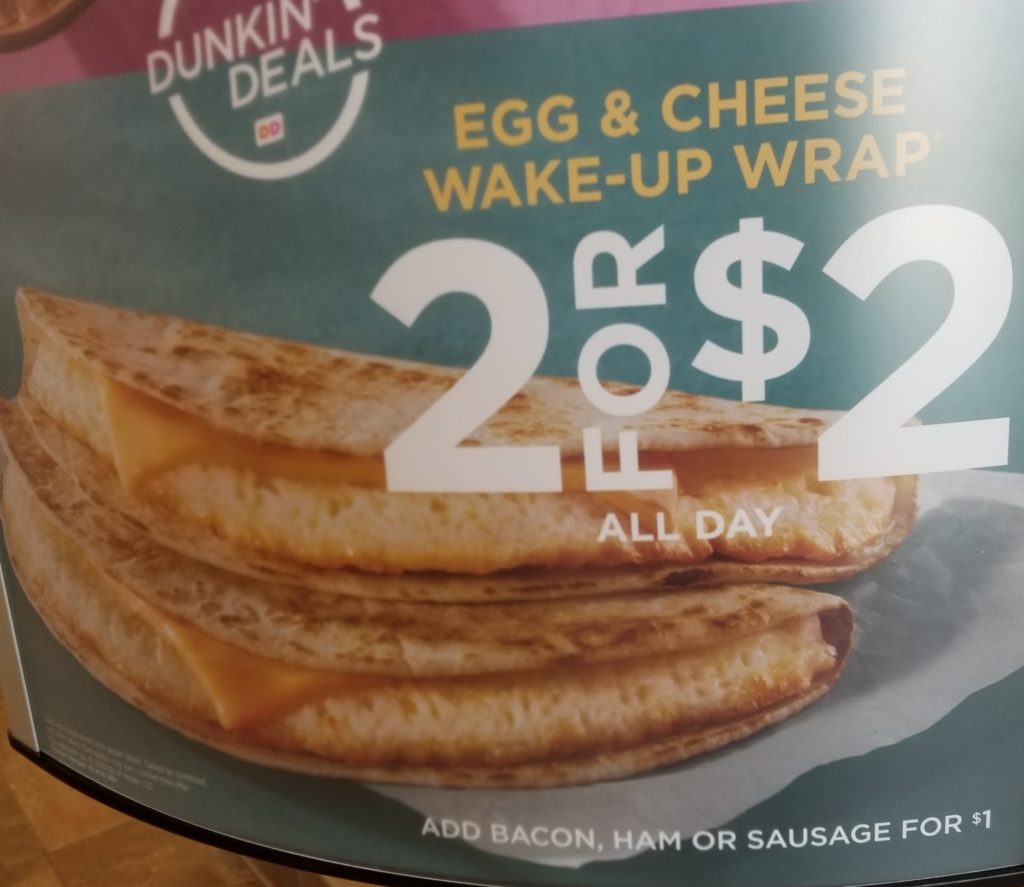 DUNKIN'
DEALS
DD
EGG & CHEESE
WAKE-UP WRAP®
2 FOR $2
ALL DAY
ADD BACON, HAM OR SAUSAGE FOR $1